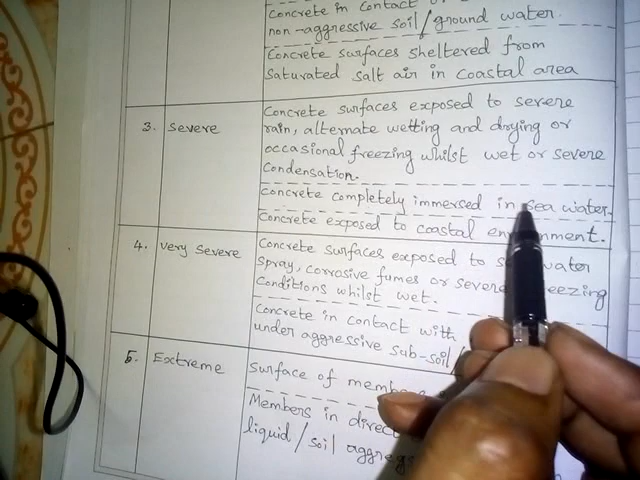 Concrete in contact
non-aggressive soil/ground water.
Concrete surfaces sheltered from
saturated salt air in coastal area
3. Severe
Concrete surfaces exposed to severe
rain, alternate wetting and drying or
occasional freezing whilst wet or severe
condensation.
Concrete completely immersed in sea water.
Concrete exposed to coastal
4. Very Severe
Concrete surfaces exposed to
spray, corrosive fumes or severe
conditions whilst wet.
Concrete in contact with
under aggressive sub-soil/
5. Extreme
Surface of
Members in
liquid/soil